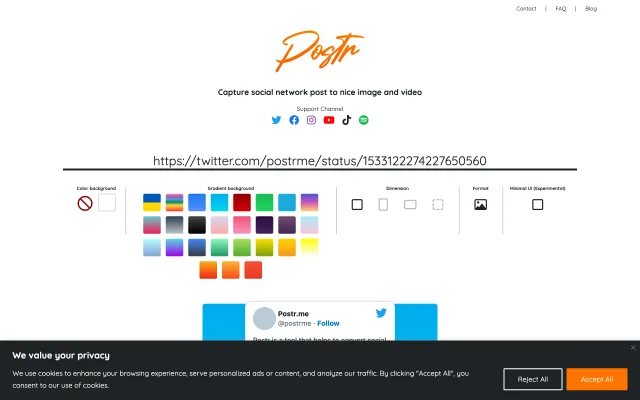 Contact | FAQ | Blog
Postr
Capture social network post to nice image and video
Support Channel
https://twitter.com/postrme/status/1533122274227650560
Color background Gradient background Dimension Format Minimal UI (Experimental)
Postr.me
@postrme · Follow
Postr is a tool that helps to convert social
We value your privacy
We use cookies to enhance your browsing experience, serve personalized ads or content, and analyze our traffic. By clicking "Accept All", you
consent to our use of cookies.
Reject All Accept All